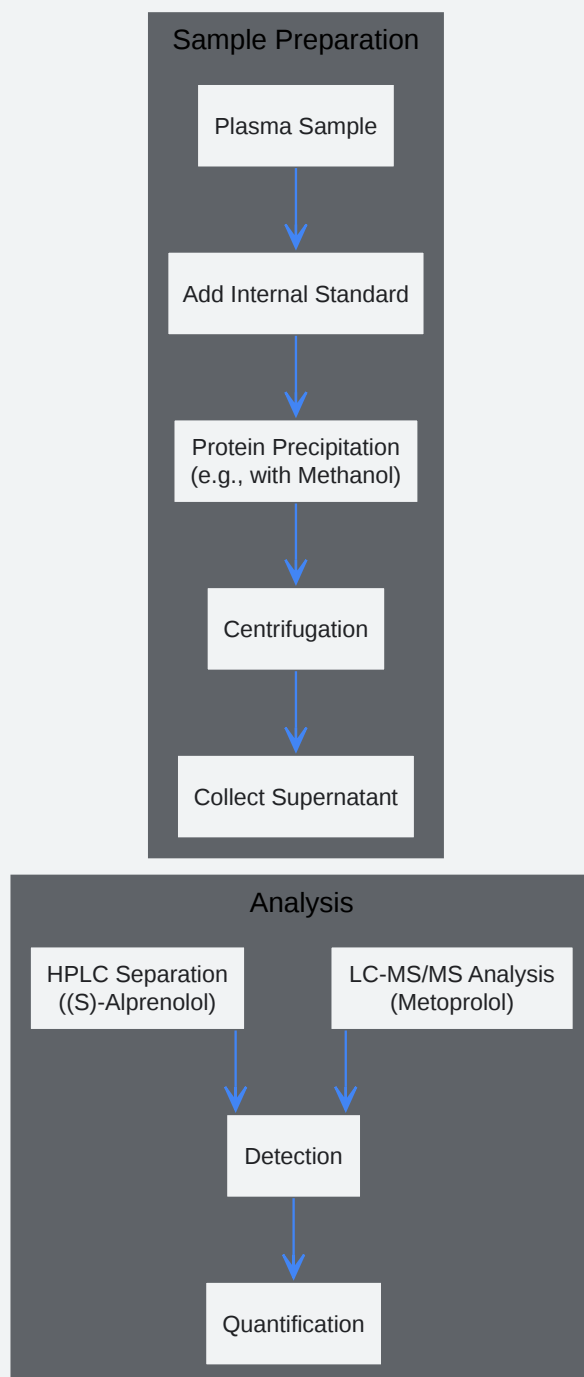 Sample Preparation
Plasma Sample
Add Internal Standard
Protein Precipitation
(e.g., with Methanol)
Centrifugation
Collect Supernatant
Analysis
HPLC Separation
((S)-Alprenolol)
LC-MS/MS Analysis
(Metoprolol)
Detection
Quantification